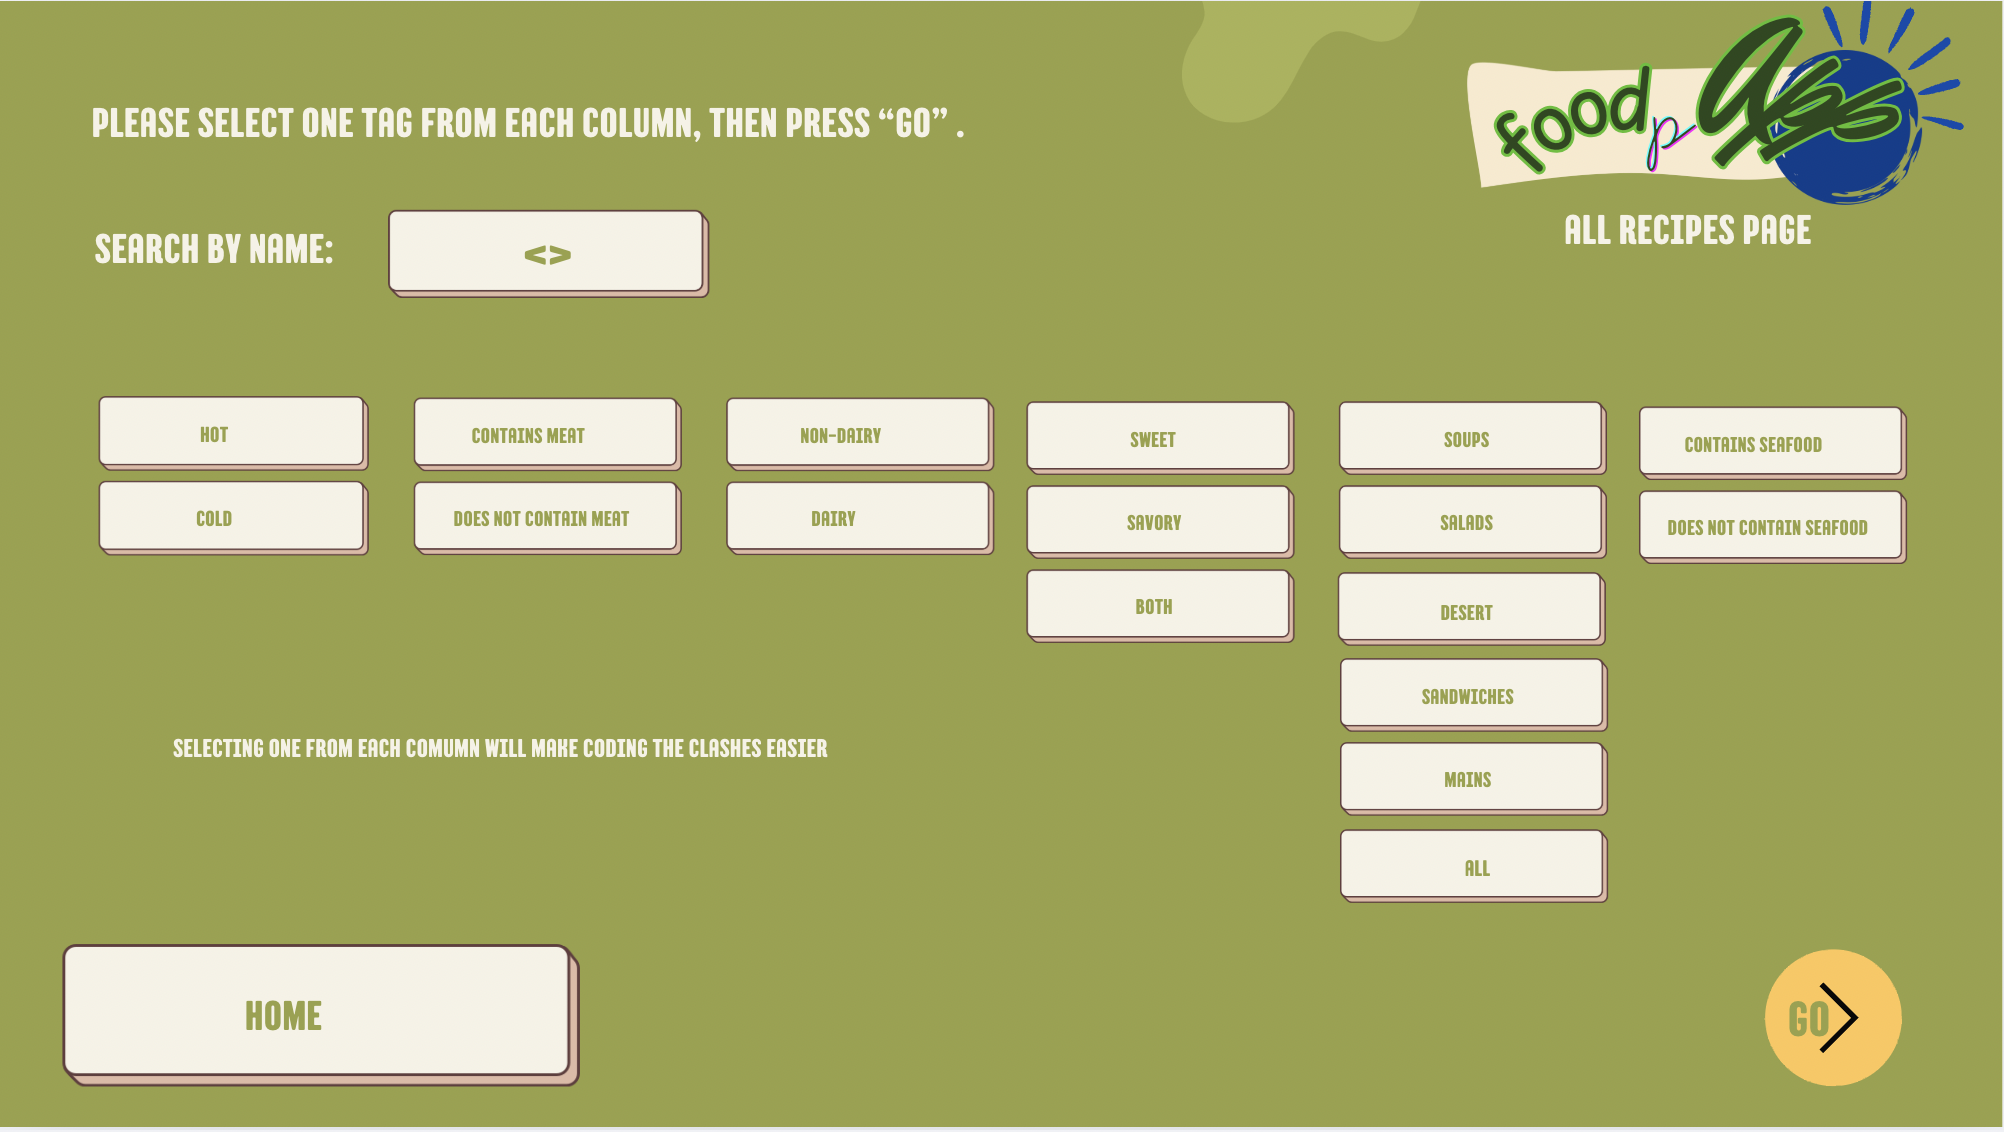 PLEASE SELECT ONE TAG FROM EACH COLUMN, THEN PRESS “GO” .
food pAss
SEARCH BY NAME:
<>
ALL RECIPES PAGE
HOT
CONTAINS MEAT
NON-DAIRY
SWEET
SOUPS
CONTAINS SEAFOOD
COLD
DOES NOT CONTAIN MEAT
DAIRY
SAVORY
SALADS
DOES NOT CONTAIN SEAFOOD
BOTH
DESERT
SANDWICHES
SELECTING ONE FROM EACH COMUMN WILL MAKE CODING THE CLASHES EASIER
MAINS
ALL
HOME
GO